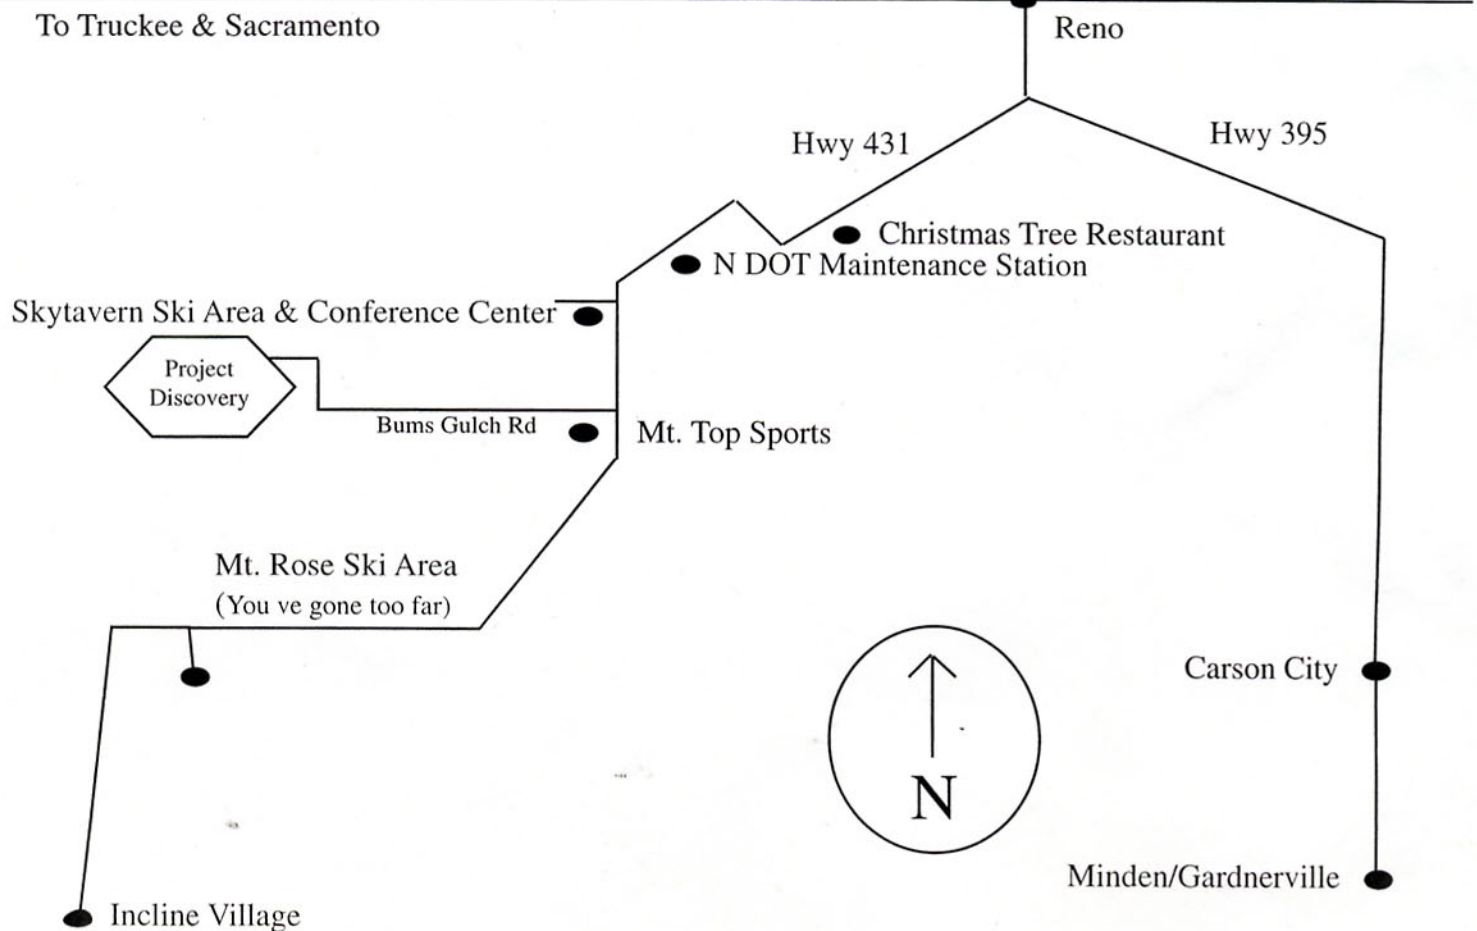 To Truckee & Sacramento
Reno
Hwy 431
Hwy 395
Christmas Tree Restaurant
N DOT Maintenance Station
Skytavern Ski Area & Conference Center
Project
Discovery
Bums Gulch Rd
Mt. Top Sports
Mt. Rose Ski Area
(You ve gone too far)
Carson City
N
Minden/Gardnerville
Incline Village